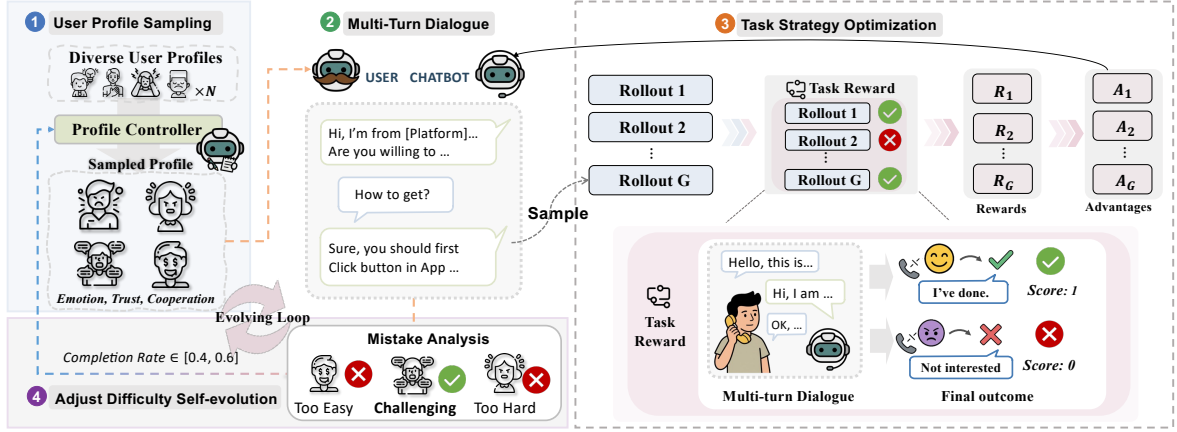 1 User Profile Sampling
Diverse User Profiles
×N
Profile Controller
Sampled Profile
Emotion, Trust, Cooperation
Evolving Loop
2 Multi-Turn Dialogue
USER CHATBOT
Hi, I'm from [Platform]...
Are you willing to ...
How to get?
Sure, you should first
Click button in App ...
Sample
3 Task Strategy Optimization
Rollout 1
Rollout 2
⋮
Rollout G
Task Reward
Rollout 1
Rollout 2
⋮
Rollout G
R1
R2
⋮
RG
Rewards
A1
A2
⋮
AG
Advantages
Task
Reward
Hello, this is...
Hi, I am ...
OK, ...
Multi-turn Dialogue
I've done.
Score: 1
Not interested
Score: 0
Final outcome
Completion Rate ∈ [0.4, 0.6]
4 Adjust Difficulty Self-evolution
Mistake Analysis
Too Easy
Challenging
Too Hard